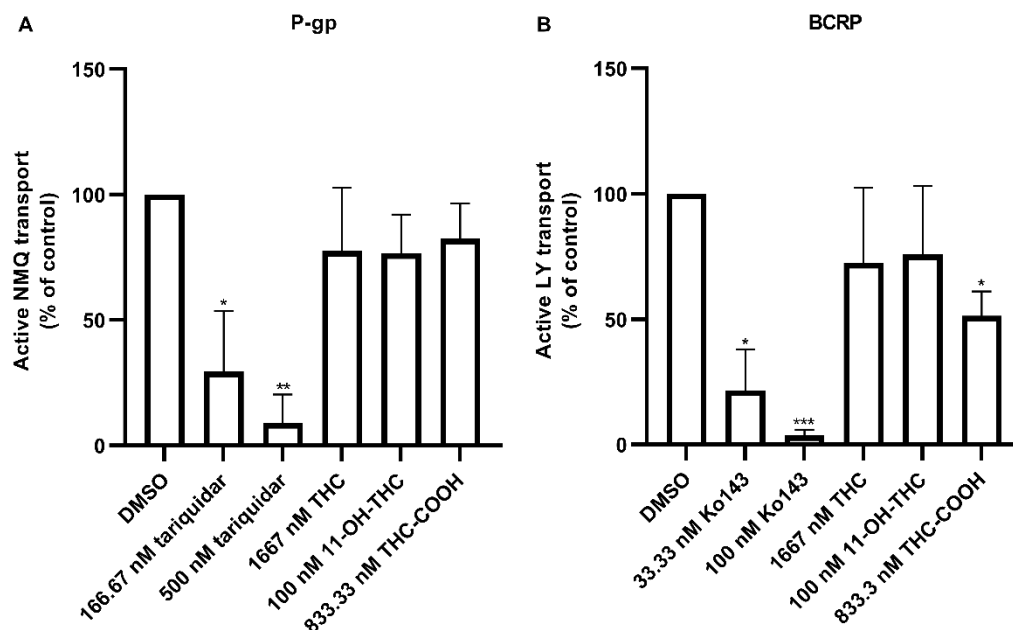 A
P-gp
Active NMQ transport
(% of control)
150
100
50
0
*
**
DMSO
166.67 nM tariquidar
500 nM tariquidar
1667 nM THC
100 nM 11-OH-THC
833.33 nM THC-COOH
B
BCRP
Active LY transport
(% of control)
150
100
50
0
*
***
*
DMSO
33.33 nM Ko143
100 nM Ko143
1667 nM THC
100 nM 11-OH-THC
833.3 nM THC-COOH